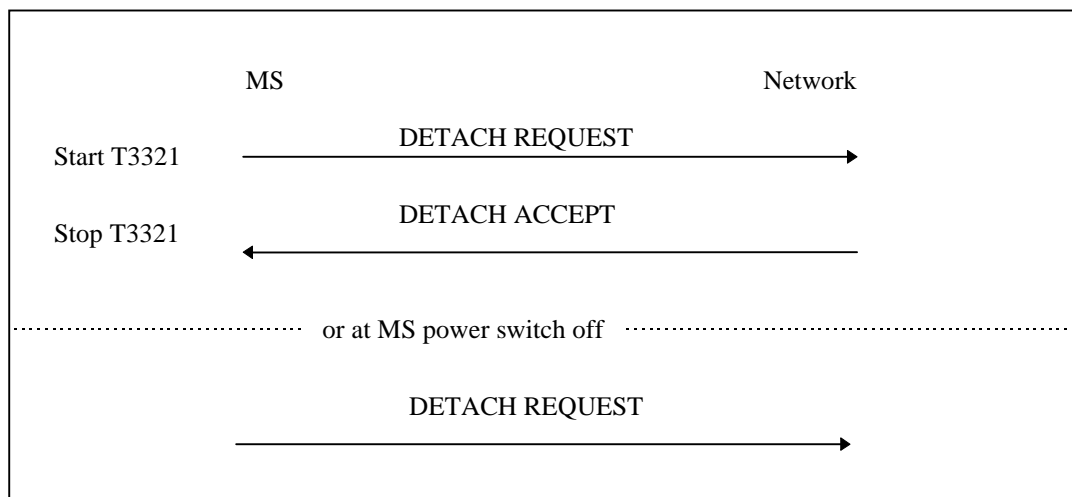 MS Network
DETACH REQUEST
Start T3321
DETACH ACCEPT
Stop T3321
or at MS power switch off
DETACH REQUEST